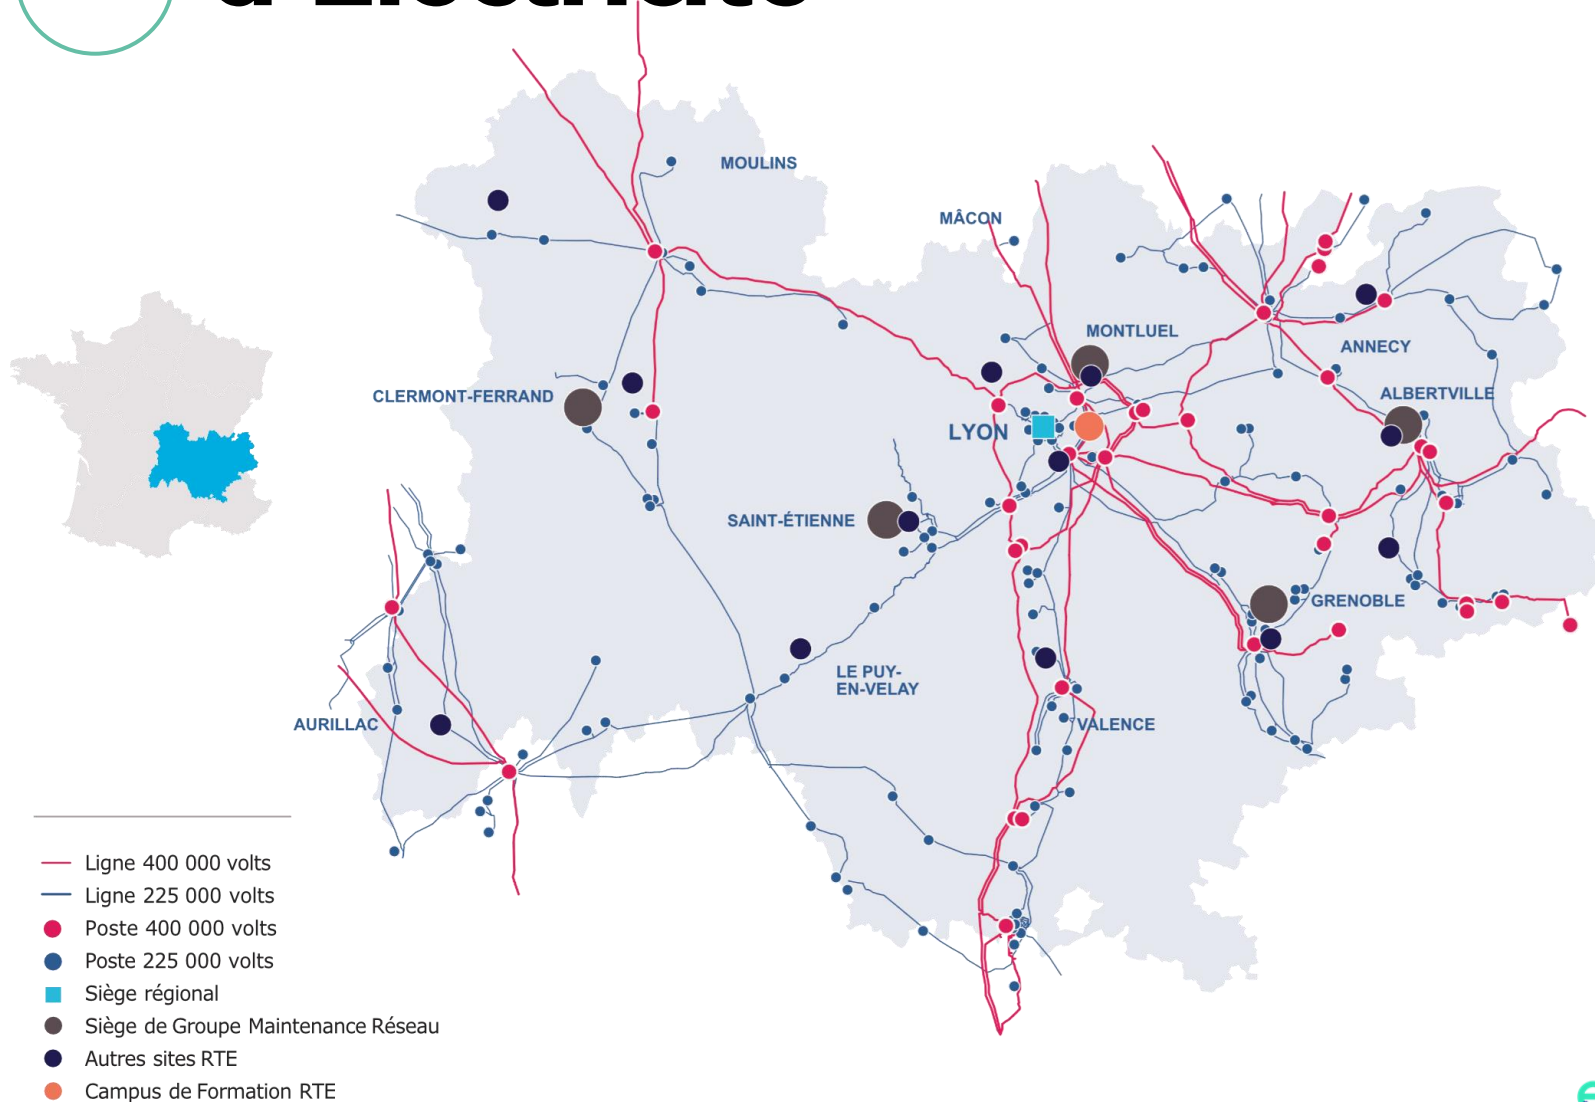 d'Électricité
MOULINS
MÂCON
MONTLUEL
ANNECY
CLERMONT-FERRAND
ALBERTVILLE
LYON
SAINT-ÉTIENNE
GRENOBLE
LE PUY-
EN-VELAY
AURILLAC
VALENCE
Ligne 400 000 volts
Ligne 225 000 volts
Poste 400 000 volts
Poste 225 000 volts
Siège régional
Siège de Groupe Maintenance Réseau
Autres sites RTE
Campus de Formation RTE